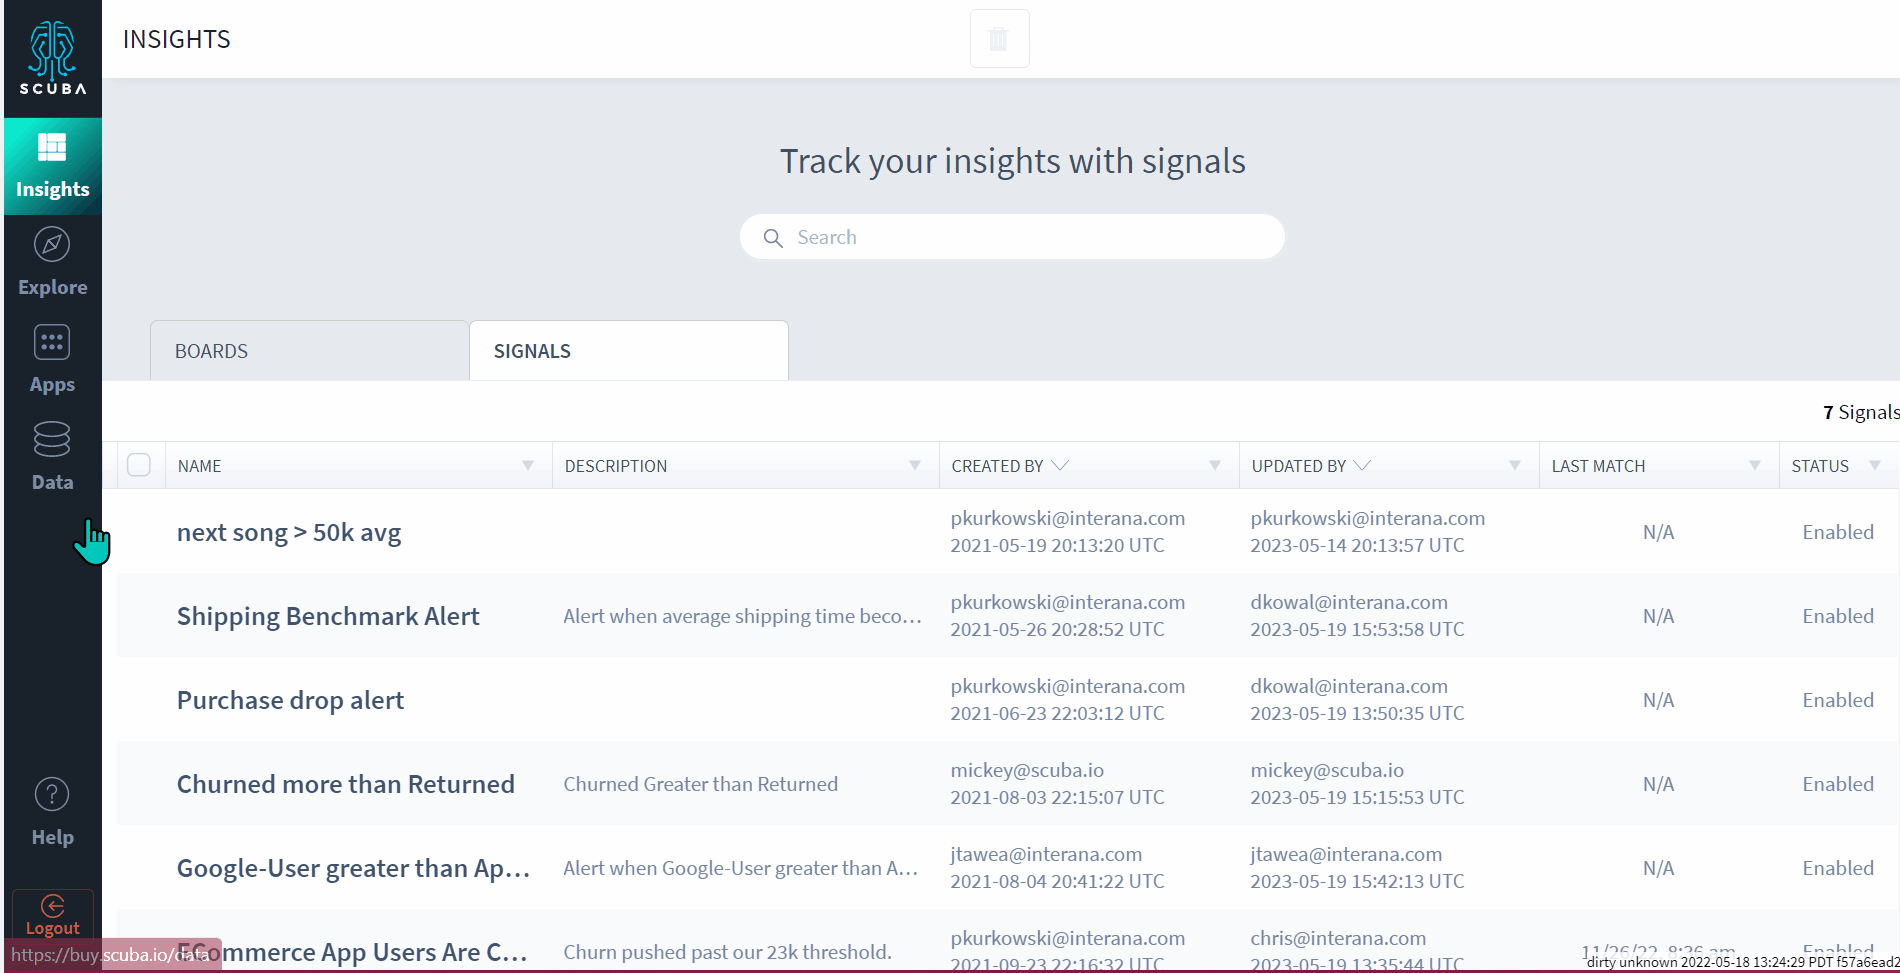 SCUBA
INSIGHTS
Insights
Explore
Apps
Data
Help
Logout
Track your insights with signals
Search
BOARDS
SIGNALS
7 Signals
NAME DESCRIPTION CREATED BY UPDATED BY LAST MATCH STATUS
next song > 50k avg pkurkowski@interana.com pkurkowski@interana.com N/A Enabled
2021-05-19 20:13:20 UTC 2023-05-14 20:13:57 UTC
Shipping Benchmark Alert Alert when average shipping time beco… pkurkowski@interana.com dkowal@interana.com N/A Enabled
2021-05-26 20:28:52 UTC 2023-05-19 15:53:58 UTC
Purchase drop alert pkurkowski@interana.com dkowal@interana.com N/A Enabled
2021-06-23 22:03:12 UTC 2023-05-19 13:50:35 UTC
Churned more than Returned Churned Greater than Returned mickey@scuba.io mickey@scuba.io N/A Enabled
2021-08-03 22:15:07 UTC 2023-05-19 15:15:53 UTC
Google-User greater than Ap… Alert when Google-User greater than A… jtawea@interana.com jtawea@interana.com N/A Enabled
2021-08-04 20:41:22 UTC 2023-05-19 15:42:13 UTC
ECommerce App Users Are C… Churn pushed past our 23k threshold. pkurkowski@interana.com chris@interana.com 11/26/22, 8:36 am Enabled
2021-09-23 22:16:32 UTC 2023-05-19 13:35:44 UTC
https://buy.scuba.io/data
dirty unknown 2022-05-18 13:24:29 PDT f57a6ead2